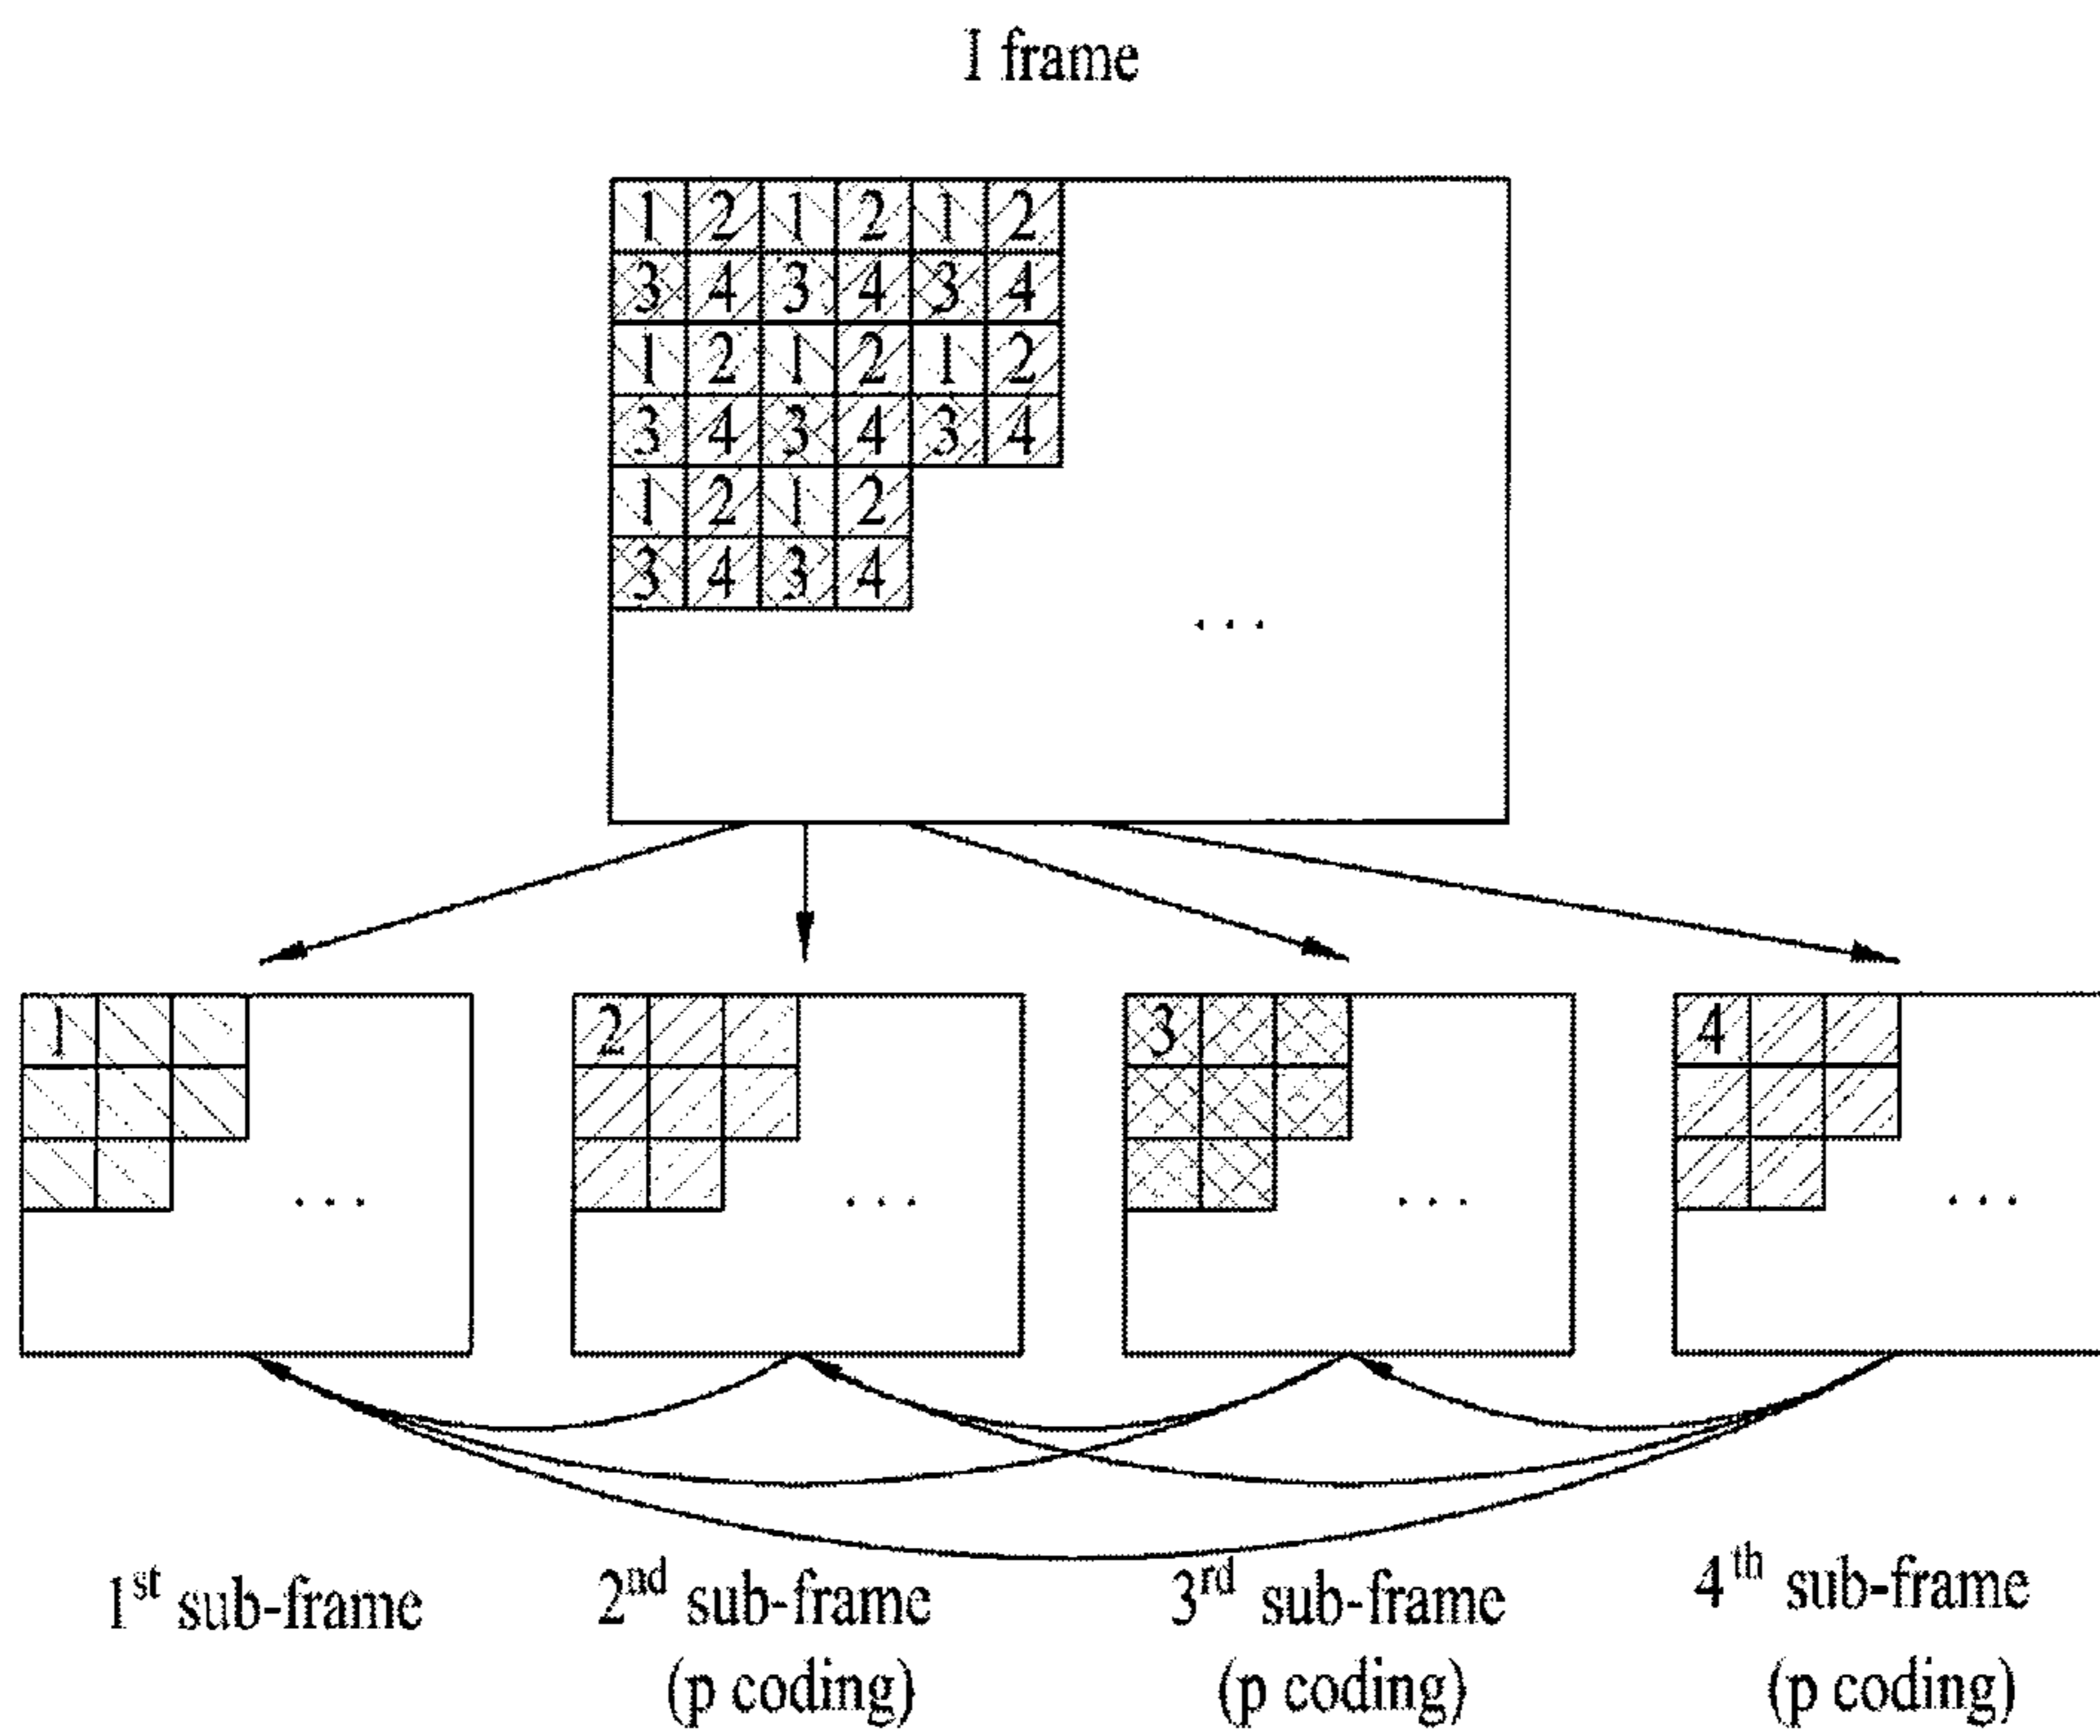 I frame
1 2 1 2 1 2
3 4 3 4 3 4
1 2 1 2 1 2
3 4 3 4 3 4
1 2 1 2
3 4 3 4
...
1 2 3 4
... ... ... ...
1st sub-frame 2nd sub-frame 3rd sub-frame 4th sub-frame
(p coding) (p coding) (p coding)